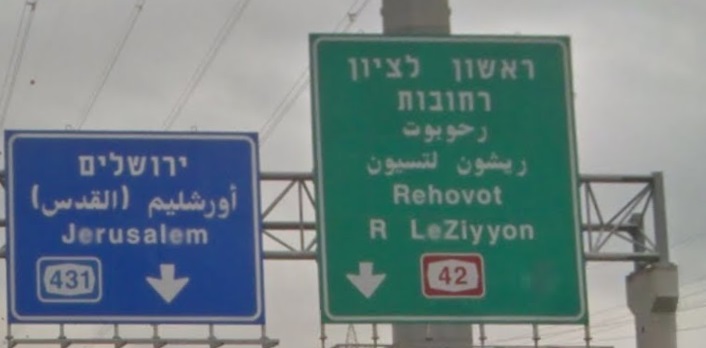 ירושלים
أورشليم (القدس)
Jerusalem
431
ראשון לציון
רחובות
رحوبوت
ريشون لتسيون
Rehovot
R LeZiyyon
42